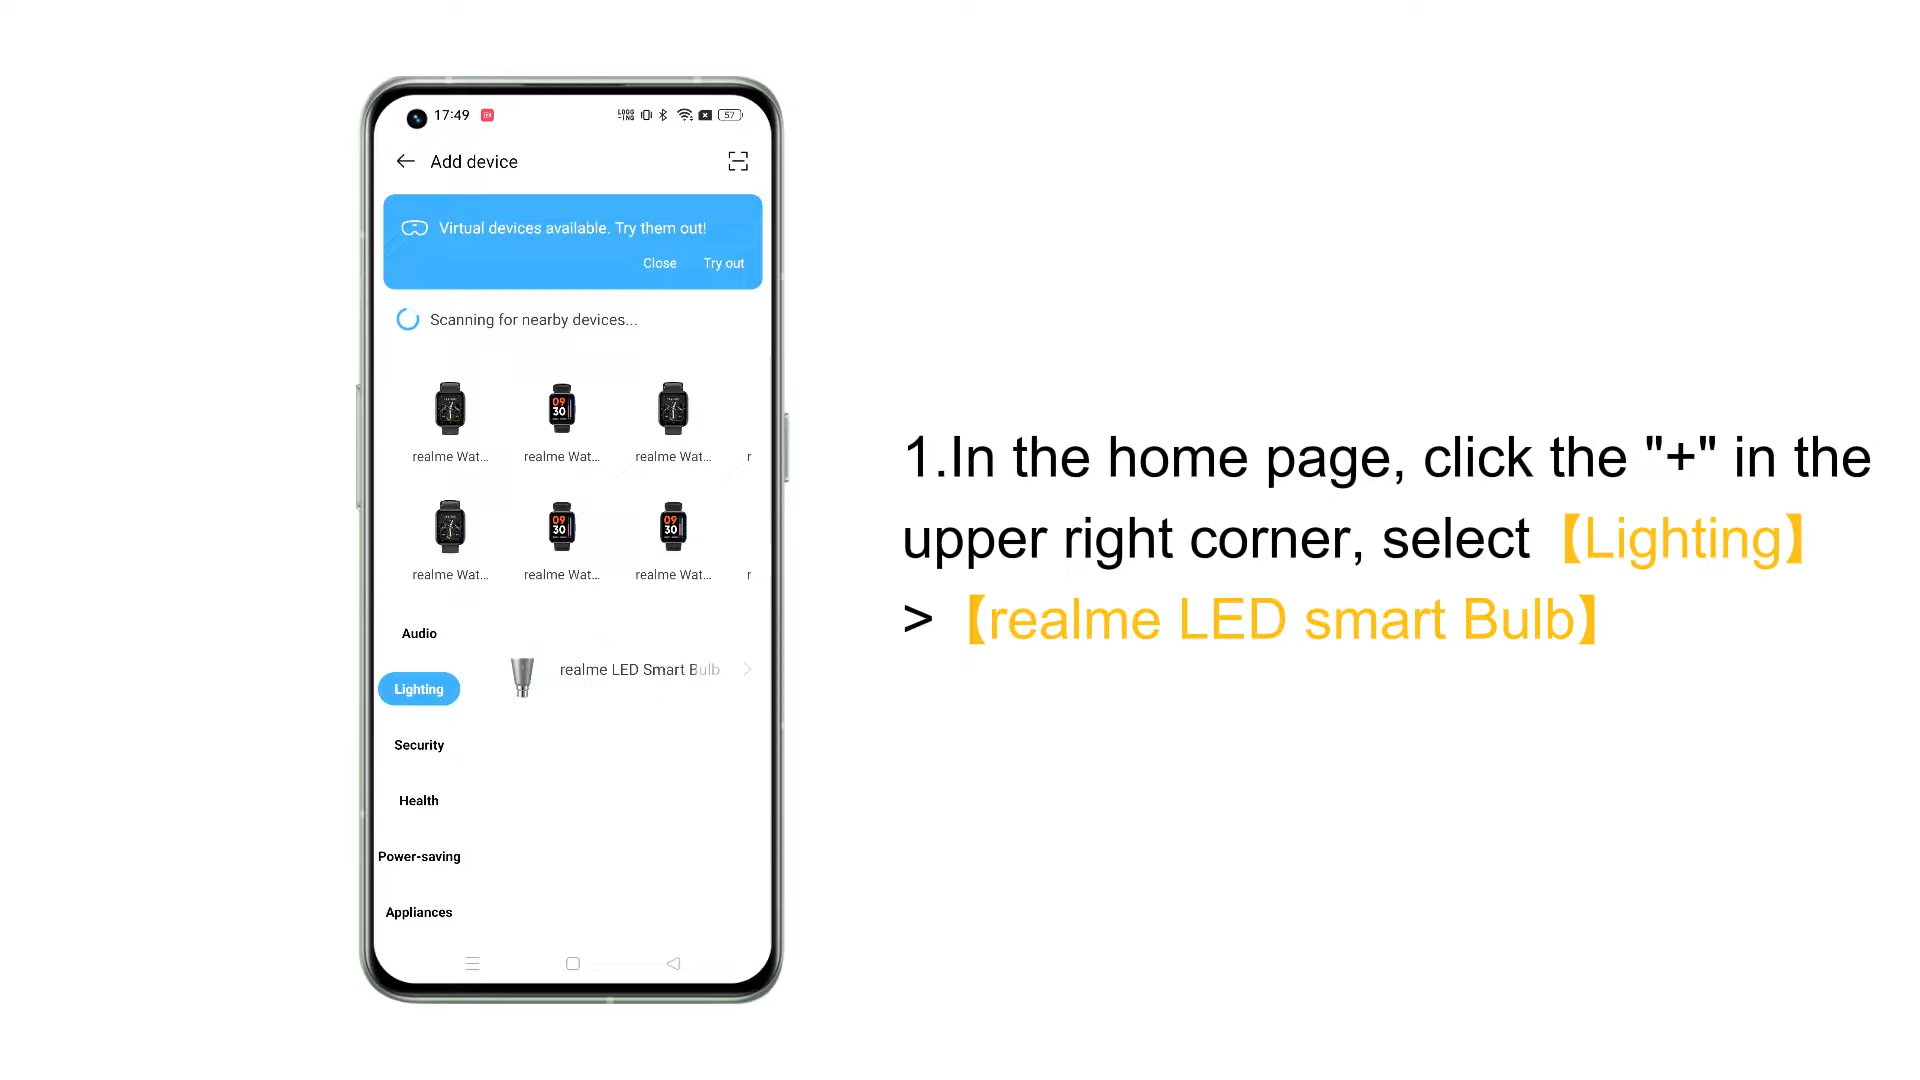 17:49
57
Add device
Virtual devices available. Try them out!
Close Try out
Scanning for nearby devices...
realme Wat... realme Wat... realme Wat... r
realme Wat... realme Wat... realme Wat... r
Audio
realme LED Smart Bulb
Lighting
Security
Health
Power-saving
Appliances
1.In the home page, click the "+" in the
upper right corner, select【Lighting】
>【realme LED smart Bulb】